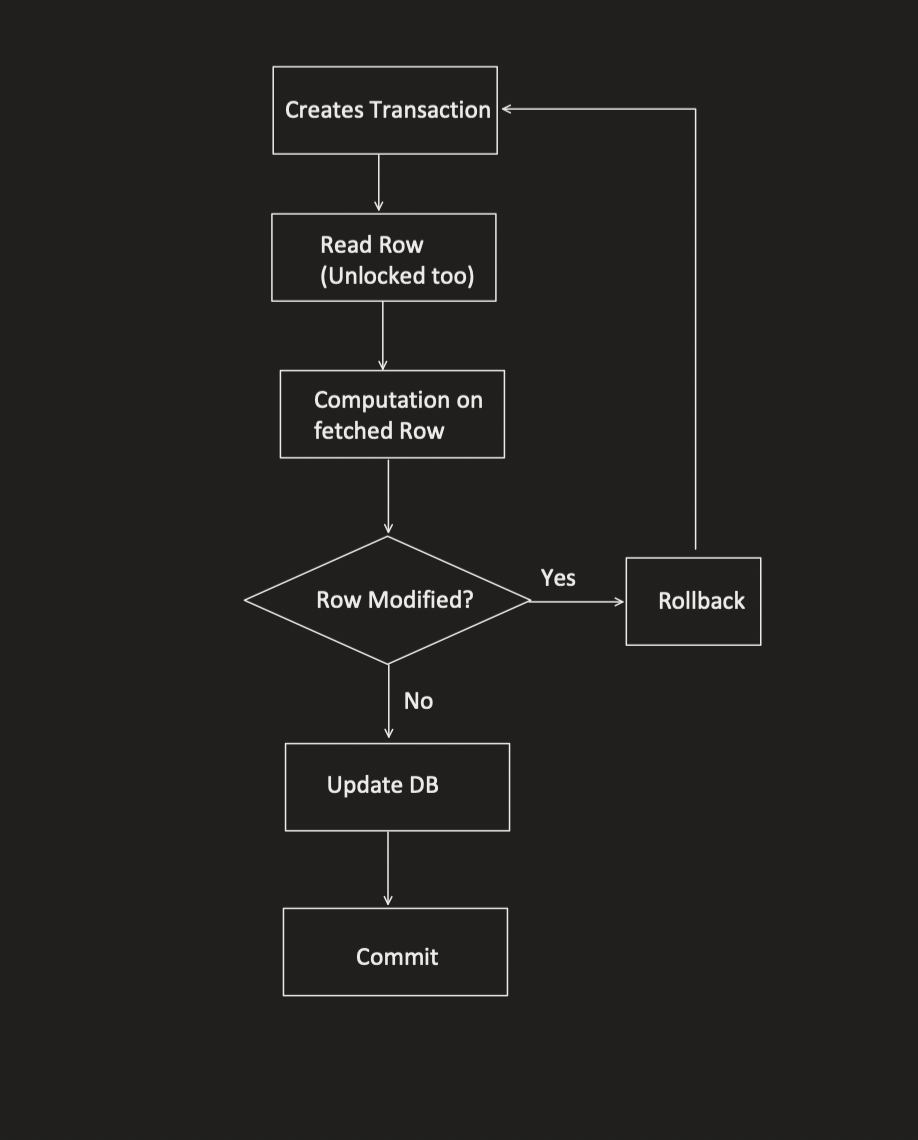 Creates Transaction
Read Row
(Unlocked too)
Computation on
fetched Row
Row Modified?
Yes
Rollback
No
Update DB
Commit